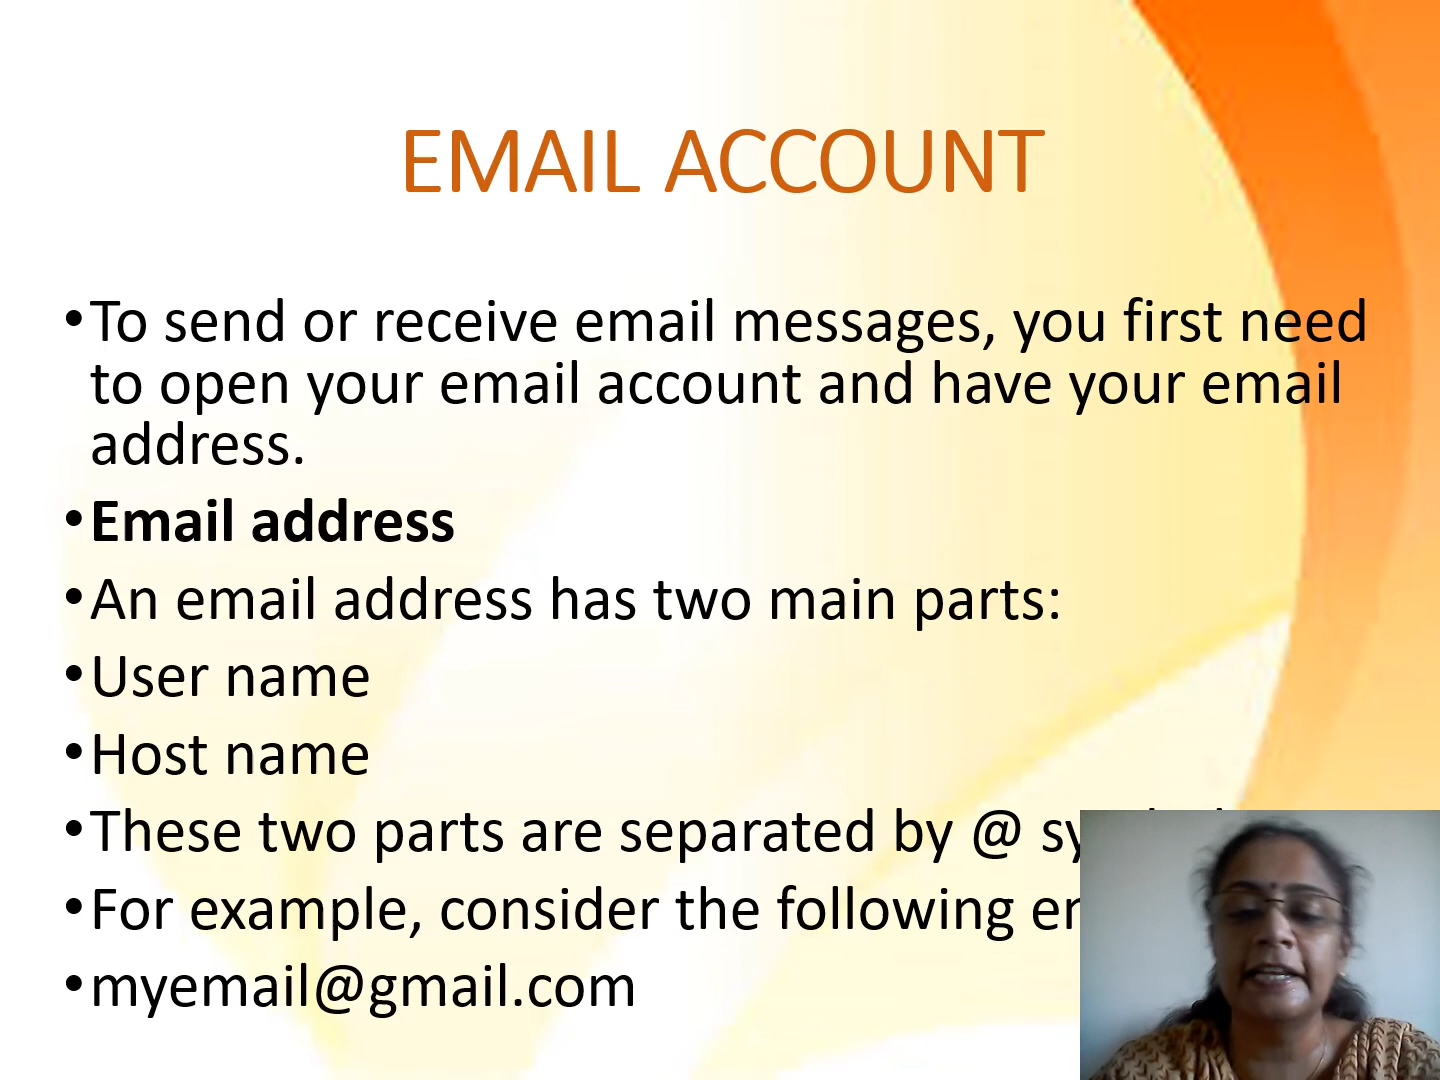 EMAIL ACCOUNT
•To send or receive email messages, you first need
to open your email account and have your email
address.
•Email address
•An email address has two main parts:
•User name
•Host name
•These two parts are separated by @
•For example, consider the following
•myemail@gmail.com